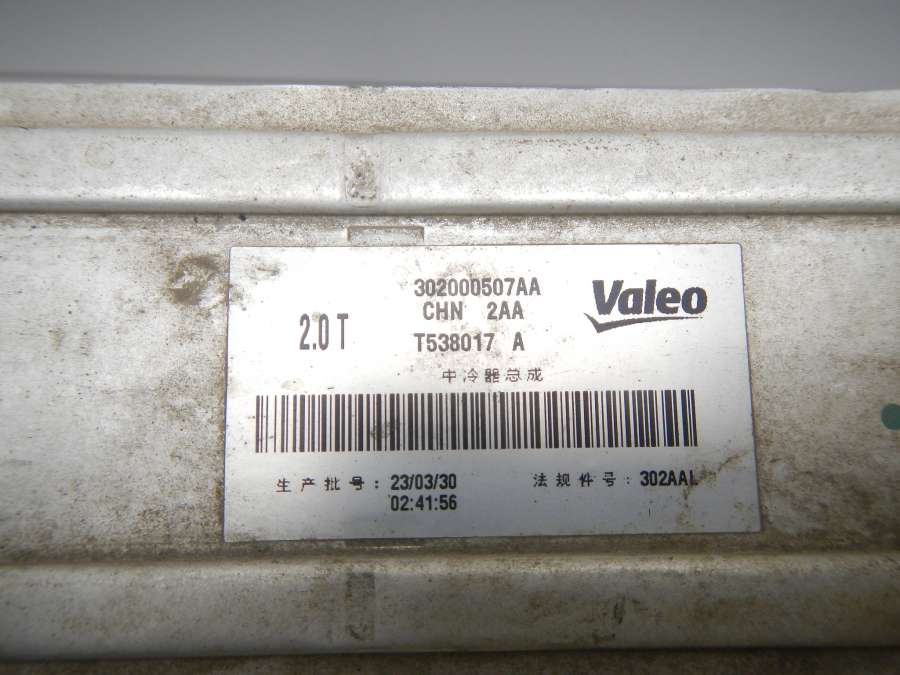 302000507AA
CHN 2AA
Valeo
2.0 T
T538017 A
中冷器总成
生产批号: 23/03/30
02:41:56
法规件号: 302AAL